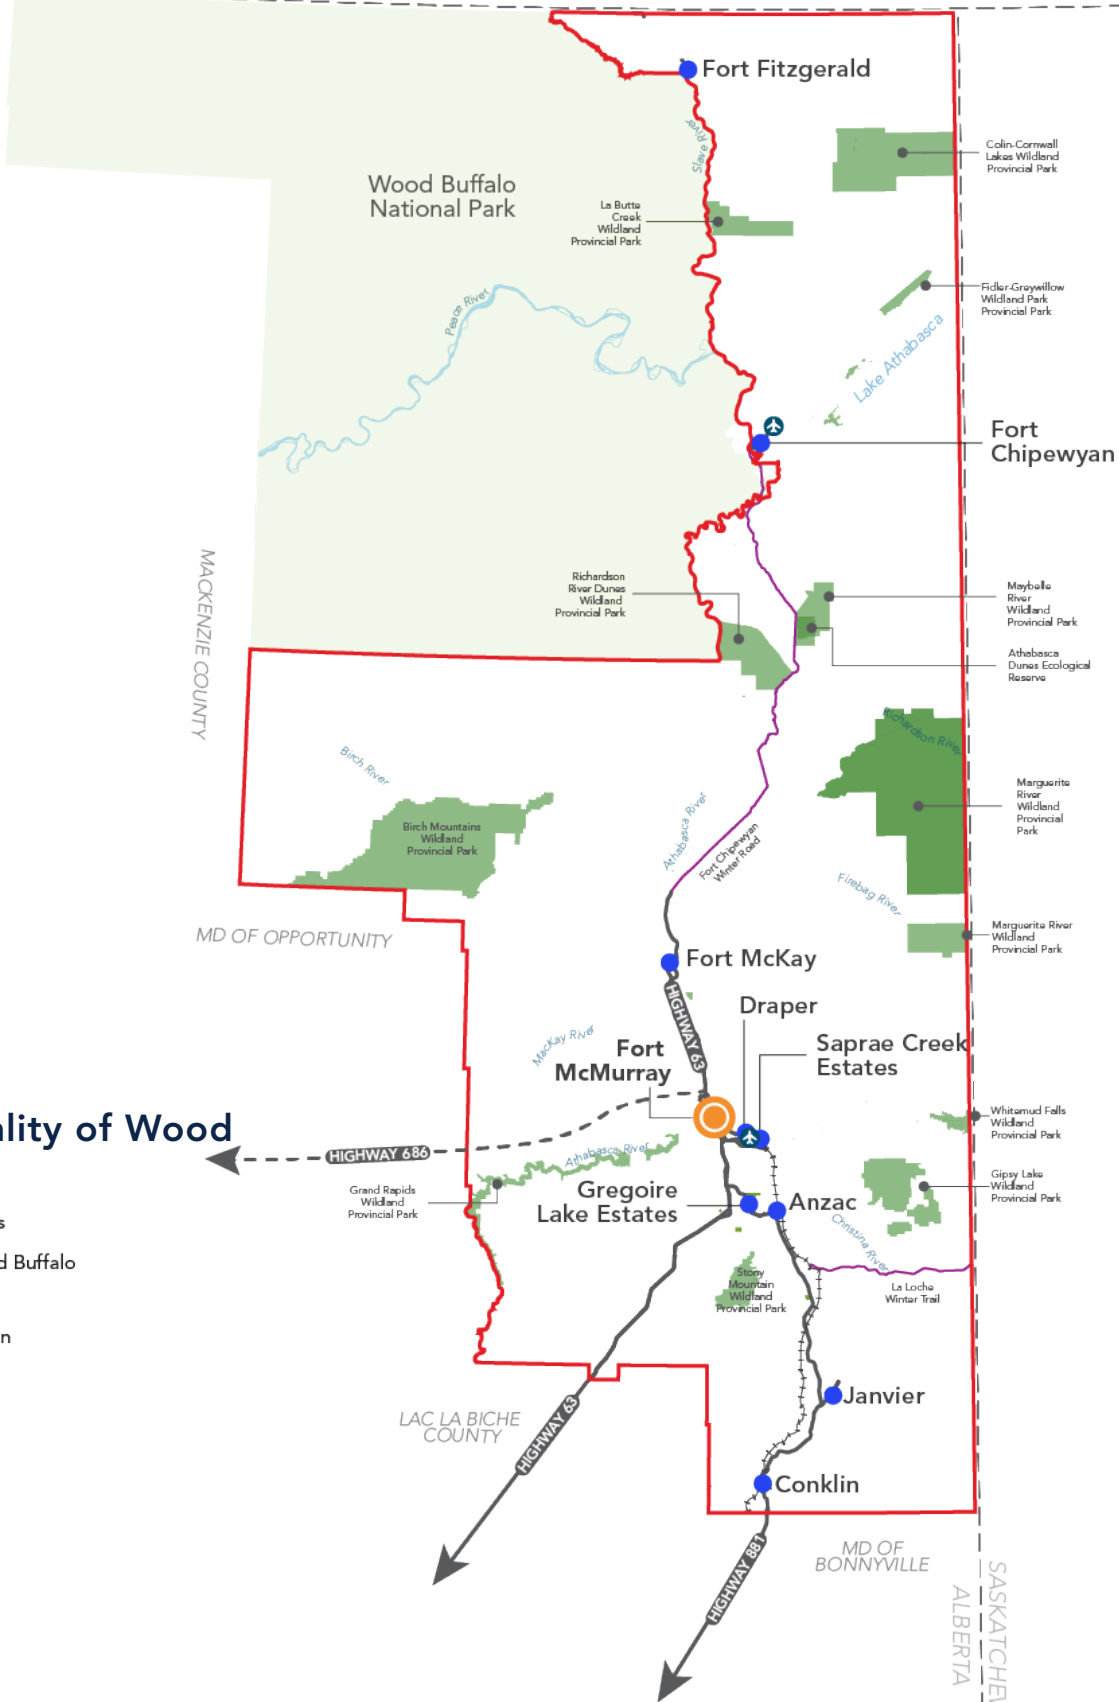 Fort Fitzgerald
Slave River
Colin-Cornwall
Lakes Wildland
Provincial Park
Wood Buffalo
National Park
La Butte
Creek
Wildland
Provincial Park
Peace River
Fidler-Greywillow
Wildland Park
Provincial Park
Lake Athabasca
Fort
Chipewyan
MACKENZIE COUNTY
Richardson
River Dunes
Wildland
Provincial Park
Maybelle
River
Wildland
Provincial Park
Athabasca
Dunes Ecological
Reserve
Richardson River
Birch River
Marguerite
River
Wildland
Provincial
Park
Birch Mountains
Wildland
Provincial Park
Athabasca River
Fort Chipewyan
Winter Road
Firebag River
MD OF OPPORTUNITY
Marguerite River
Wildland
Provincial Park
Fort McKay
HIGHWAY 63
Draper
MacKay River
Fort
McMurray
Saprae Creek
Estates
ality of Wood
Whitemud Falls
Wildland
Provincial Park
HIGHWAY 686
Athabasca River
Grand Rapids
Wildland
Provincial Park
Gipsy Lake
Wildland
Provincial Park
Gregoire
Lake Estates
Anzac
Christina River
s
d Buffalo
n
Stony
Mountain
Wildland
Provincial Park
La Loche
Winter Trail
Janvier
LAC LA BICHE
COUNTY
HIGHWAY 63
Conklin
HIGHWAY 881
MD OF
BONNYVILLE
ALBERTA
SASKATCHEW